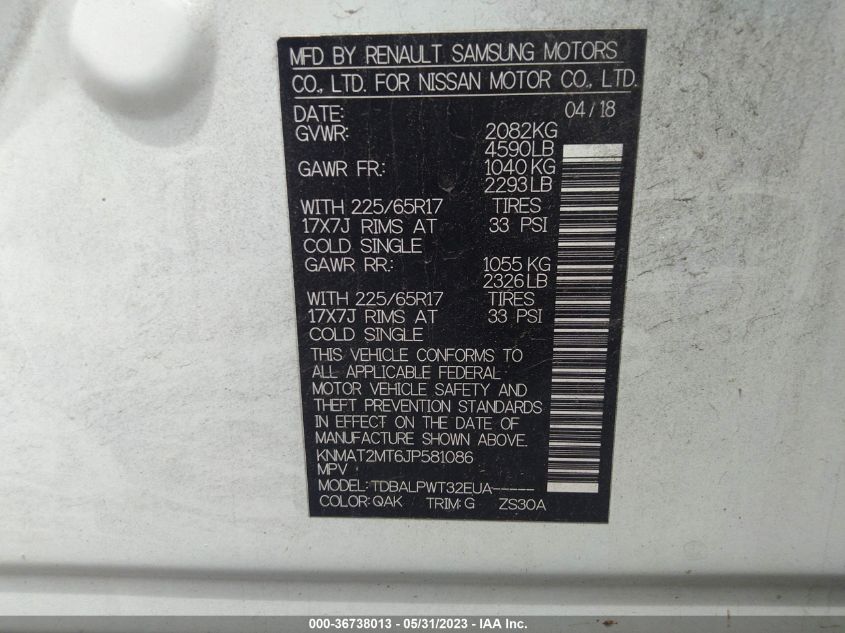 MFD BY RENAULT SAMSUNG MOTORS
CO., LTD. FOR NISSAN MOTOR CO., LTD.
DATE: 04/18
GVWR: 2082KG
4590LB
GAWR FR.: 1040 KG
2293LB
WITH 225/65R17 TIRES
17X7J RIMS AT 33 PSI
COLD SINGLE
GAWR RR.: 1055 KG
2326LB
WITH 225/65R17 TIRES
17X7J RIMS AT 33 PSI
COLD SINGLE
THIS VEHICLE CONFORMS TO
ALL APPLICABLE FEDERAL
MOTOR VEHICLE SAFETY AND
THEFT PREVENTION STANDARDS
IN EFFECT ON THE DATE OF
MANUFACTURE SHOWN ABOVE.
KNMAT2MT6JP581086
MPV
MODEL: TDBALPWT32EUA-----
COLOR: QAK TRIM: G ZS30A
000-36738013 - 05/31/2023 - IAA Inc.